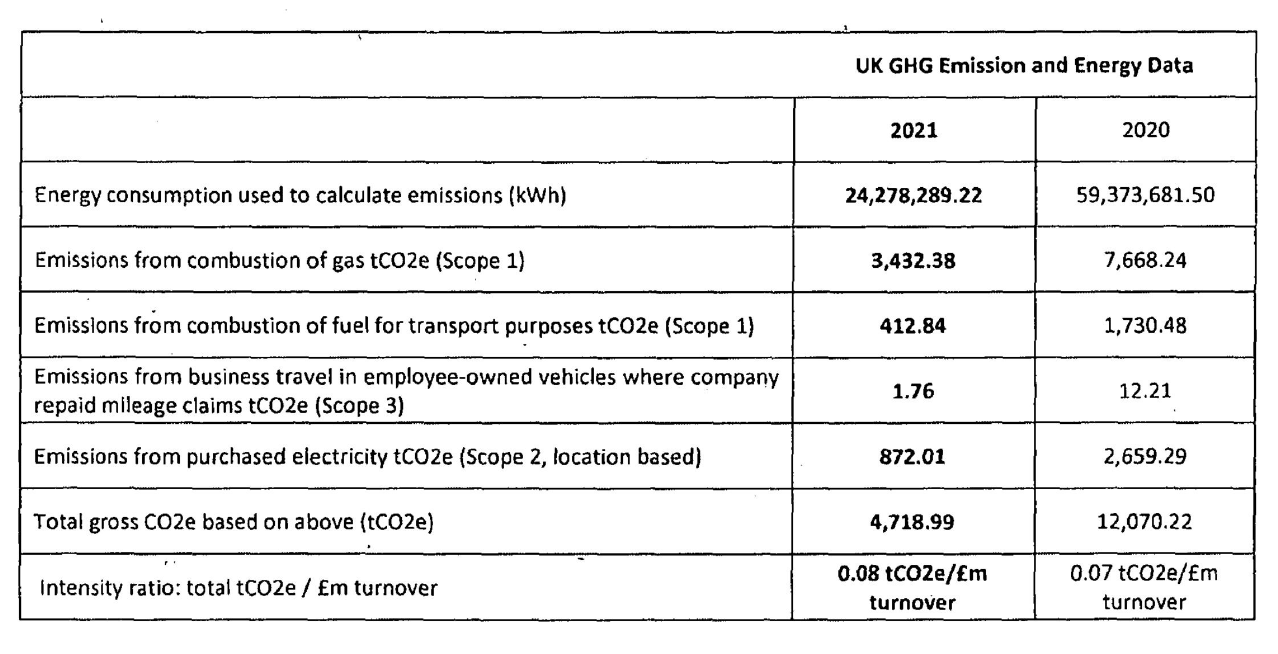 UK GHG Emission and Energy Data
2021 2020
Energy consumption used to calculate emissions (kWh) 24,278,289.22 59,373,681.50
Emissions from combustion of gas tCO2e (Scope 1) 3,432.38 7,668.24
Emissions from combustion of fuel for transport purposes tCO2e (Scope 1) 412.84 1,730.48
Emissions from business travel in employee-owned vehicles where company
repaid mileage claims tCO2e (Scope 3) 1.76 12.21
Emissions from purchased electricity tCO2e (Scope 2, location based) 872.01 2,659.29
Total gross CO2e based on above (tCO2e) 4,718.99 12,070.22
Intensity ratio: total tCO2e / £m turnover 0.08 tCO2e/£m 0.07 tCO2e/£m
turnover turnover